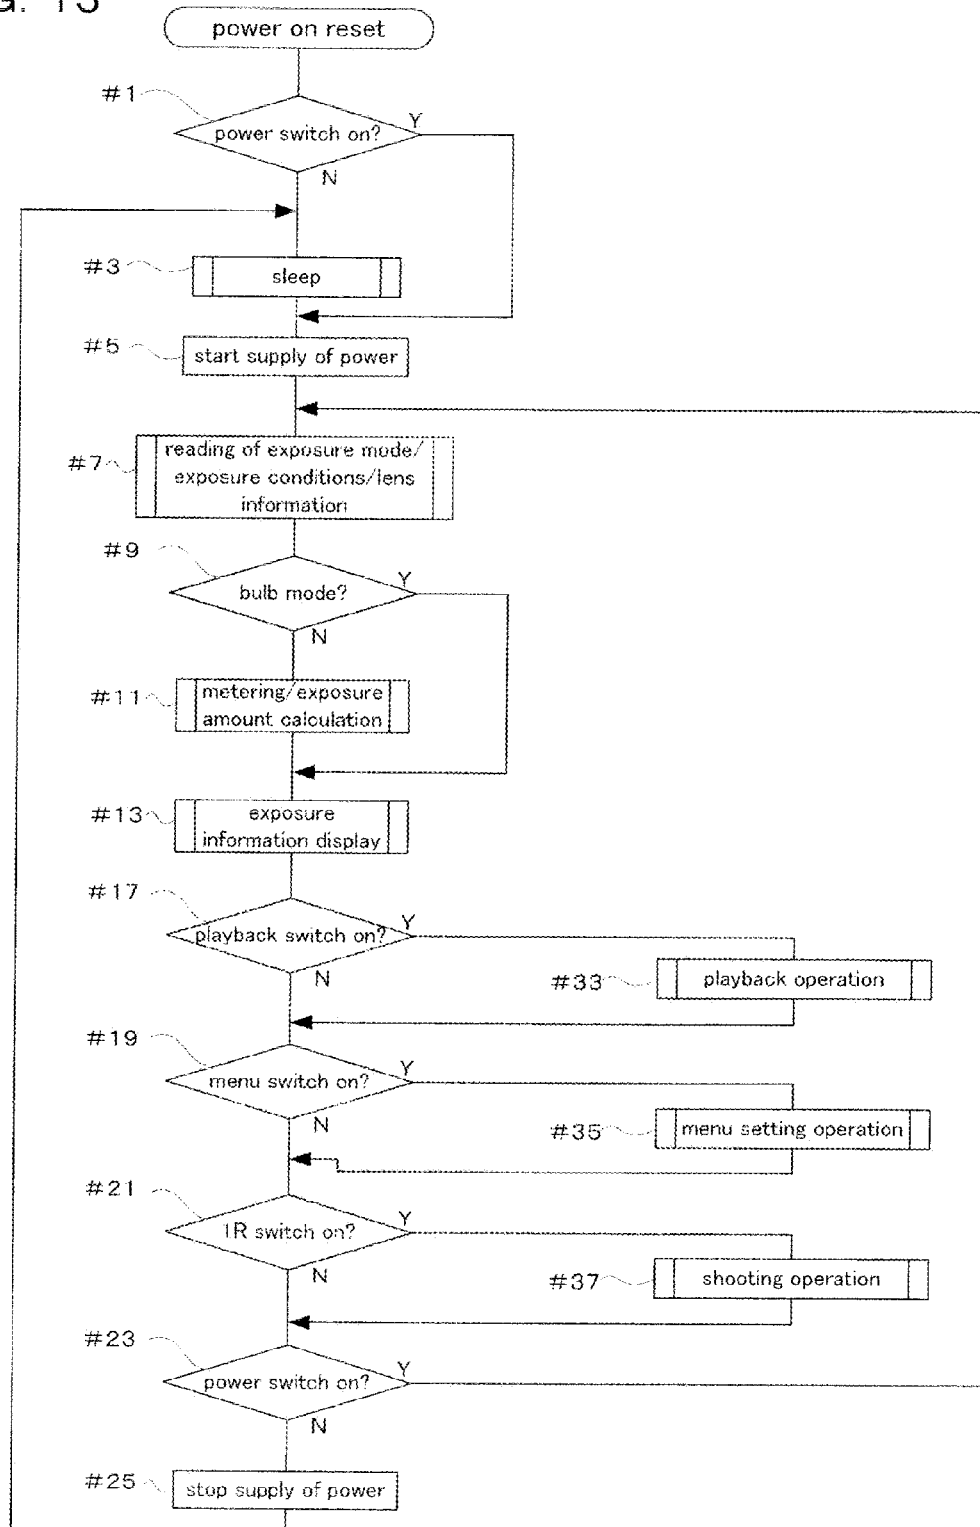 G. 13
power on reset
#1
power switch on?
Y
N
#3
sleep
#5
start supply of power
#7
reading of exposure mode/
exposure conditions/lens
information
#9
bulb mode?
Y
N
#11
metering/exposure
amount calculation
#13
exposure
information display
#17
playback switch on?
Y
N
#33
playback operation
#19
menu switch on?
Y
N
#35
menu setting operation
#21
1R switch on?
Y
N
#37
shooting operation
#23
power switch on?
Y
N
#25
stop supply of power